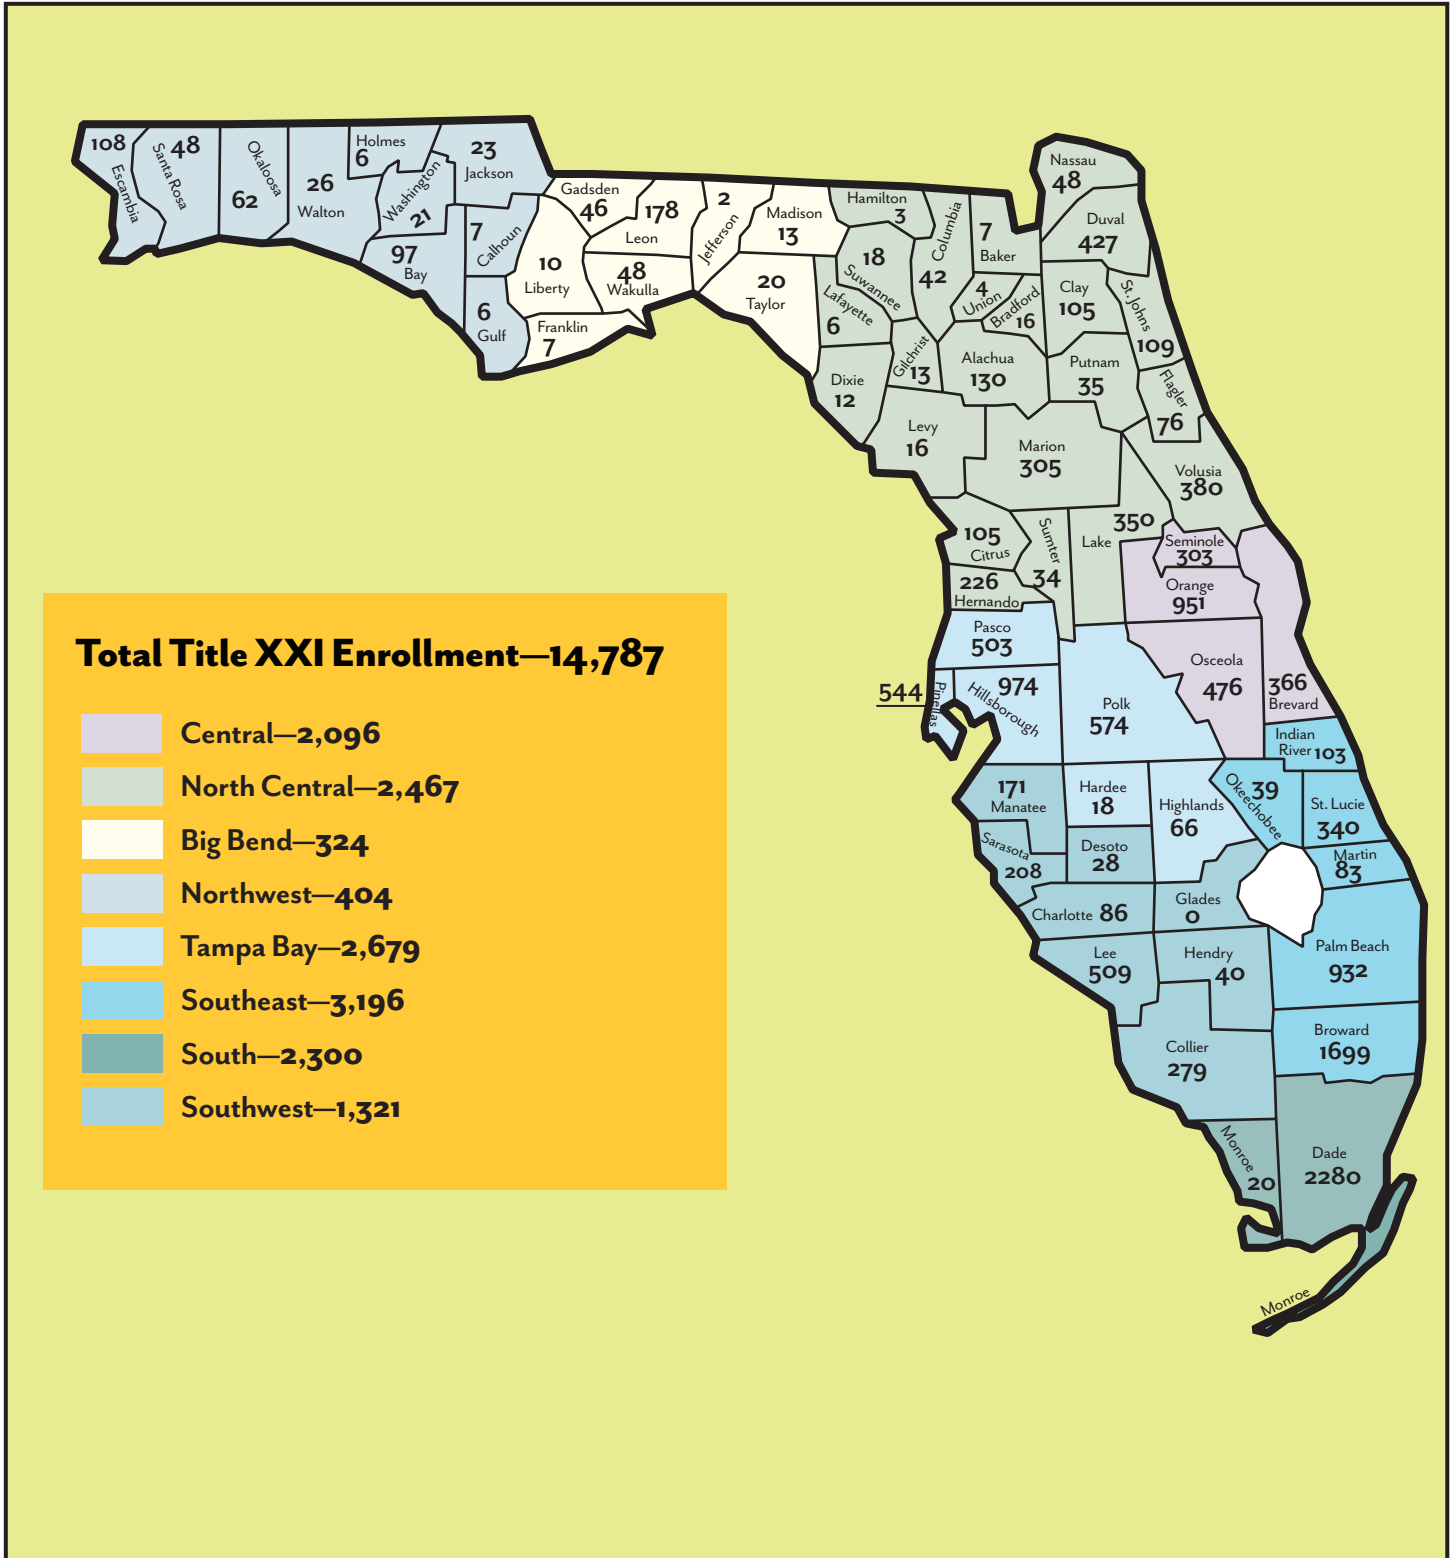 108
Escambia
48
Santa Rosa
Okaloosa
62
26
Walton
Holmes
6
Washington
21
23
Jackson
97
Bay
7
Calhoun
6
Gulf
Gadsden
46
178
Leon
2
Jefferson
Madison
13
10
Liberty
48
Wakulla
20
Taylor
Franklin
7
Hamilton
3
18
Suwannee
Lafayette
6
Columbia
42
7
Baker
Nassau
48
Duval
427
4
Union
Bradford
16
Clay
105
St. Johns
109
Gilchrist
13
Dixie
12
Alachua
130
Putnam
35
Flagler
76
Levy
16
Marion
305
Volusia
380
105
Citrus
Sumter
34
350
Lake
Seminole
303
226
Hernando
Orange
951
Total Title XXI Enrollment—14,787
Central—2,096
North Central—2,467
Big Bend—324
Northwest—404
Tampa Bay—2,679
Southeast—3,196
South—2,300
Southwest—1,321
Pasco
503
Osceola
476
366
Brevard
544
Pinellas
974
Hillsborough
Polk
574
Indian
River 103
171
Manatee
Hardee
18
Highlands
66
39
Okeechobee
St. Lucie
340
Sarasota
208
Desoto
28
Martin
83
Charlotte 86
Glades
0
Lee
509
Hendry
40
Palm Beach
932
Collier
279
Broward
1699
Monroe
20
Dade
2280
Monroe